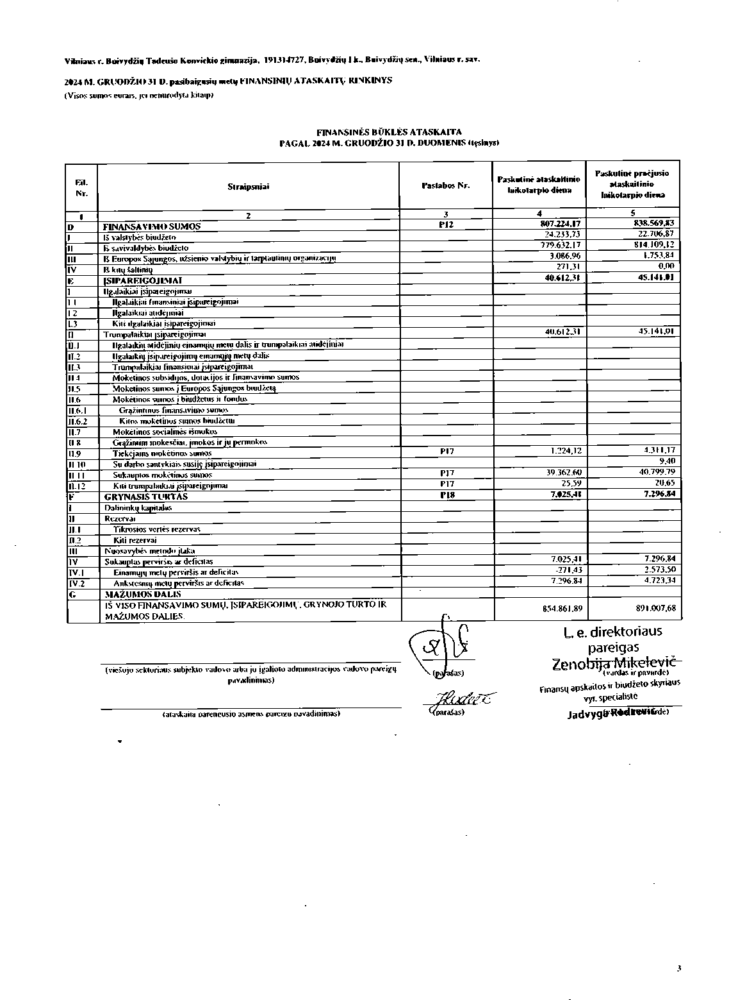 Vilniaus r. Buivydžių Tadeušo Konvickio gimnazija, 191314727, Buivydžių I k., Buivydžių sen., Vilniaus r. sav.
2024 M. GRUODŽIO 31 D. pasibaigusių metų FINANSINIŲ ATASKAITŲ RINKINYS
(Visos sumos eurais, jei nenurodyta kitaip)
FINANSINĖS BŪKLĖS ATASKAITA
PAGAL 2024 M. GRUODŽIO 31 D. DUOMENIS (tęsinys)
Eil. Nr. Straipsniai Pastabos Nr. Paskutinė ataskaitinio laikotarpio diena Paskutinė praėjusio ataskaitinio laikotarpio diena
1 2 3 4 5
D FINANSAVIMO SUMOS P12 807.224,17 838.569,83
I Iš valstybės biudžeto 24.233,73 22.706,87
II Iš savivaldybės biudžeto 779.632,17 814.109,12
III Iš Europos Sąjungos, užsienio valstybių ir tarptautinių organizacijų 3.086,96 1.753,84
IV Iš kitų šaltinių 271,31 0,00
E ĮSIPAREIGOJIMAI 40.612,31 45.141,01
I Ilgalaikiai įsipareigojimai
I.1 Ilgalaikiai finansiniai įsipareigojimai
I.2 Ilgalaikiai atidėjiniai
I.3 Kiti ilgalaikiai įsipareigojimai
II Trumpalaikiai įsipareigojimai 40.612,31 45.141,01
II.1 Ilgalaikių atidėjinių einamųjų metų dalis ir trumpalaikiai atidėjiniai
II.2 Ilgalaikių įsipareigojimų einamųjų metų dalis
II.3 Trumpalaikiai finansiniai įsipareigojimai
II.4 Mokėtinos subsidijos, dotacijos ir finansavimo sumos
II.5 Mokėtinos sumos į Europos Sąjungos biudžetą
II.6 Mokėtinos sumos į biudžetus ir fondus
II.6.1 Grąžintinos finansavimo sumos
II.6.2 Kitos mokėtinos sumos biudžetui
II.7 Mokėtinos socialinės išmokos
II.8 Grąžintini mokesčiai, įmokos ir jų permokos
II.9 Tiekėjams mokėtinos sumos P17 1.224,12 4.311,17
II.10 Su darbo santykiais susiję įsipareigojimai 9,40
II.11 Sukauptos mokėtinos sumos P17 39.362,60 40.799,79
II.12 Kiti trumpalaikiai įsipareigojimai P17 25,59 20,65
F GRYNASIS TURTAS P18 7.025,41 7.296,84
I Dalininkų kapitalas
II Rezervai
II.1 Tikrosios vertės rezervas
II.2 Kiti rezervai
III Nuosavybės metodo įtaka
IV Sukauptas perviršis ar deficitas 7.025,41 7.296,84
IV.1 Einamųjų metų perviršis ar deficitas -271,43 2.573,50
IV.2 Ankstesnių metų perviršis ar deficitas 7.296,84 4.723,34
G MAŽUMOS DALIS
IŠ VISO FINANSAVIMO SUMŲ, ĮSIPAREIGOJIMŲ, GRYNOJO TURTO IR MAŽUMOS DALIES: 854.861,89 891.007,68
L. e. direktoriaus
pareigas
Zenobija Mikelevič
(viešojo sektoriaus subjekto vadovo arba jo įgalioto administracijos vadovo pareigų pavadinimas) (parašas) (vardas ir pavardė)
Finansų apskaitos ir biudžeto skyriaus
vyr. specialistė
(ataskaitą parengusio asmens pareigų pavadinimas) (parašas)
Jadvyga
3